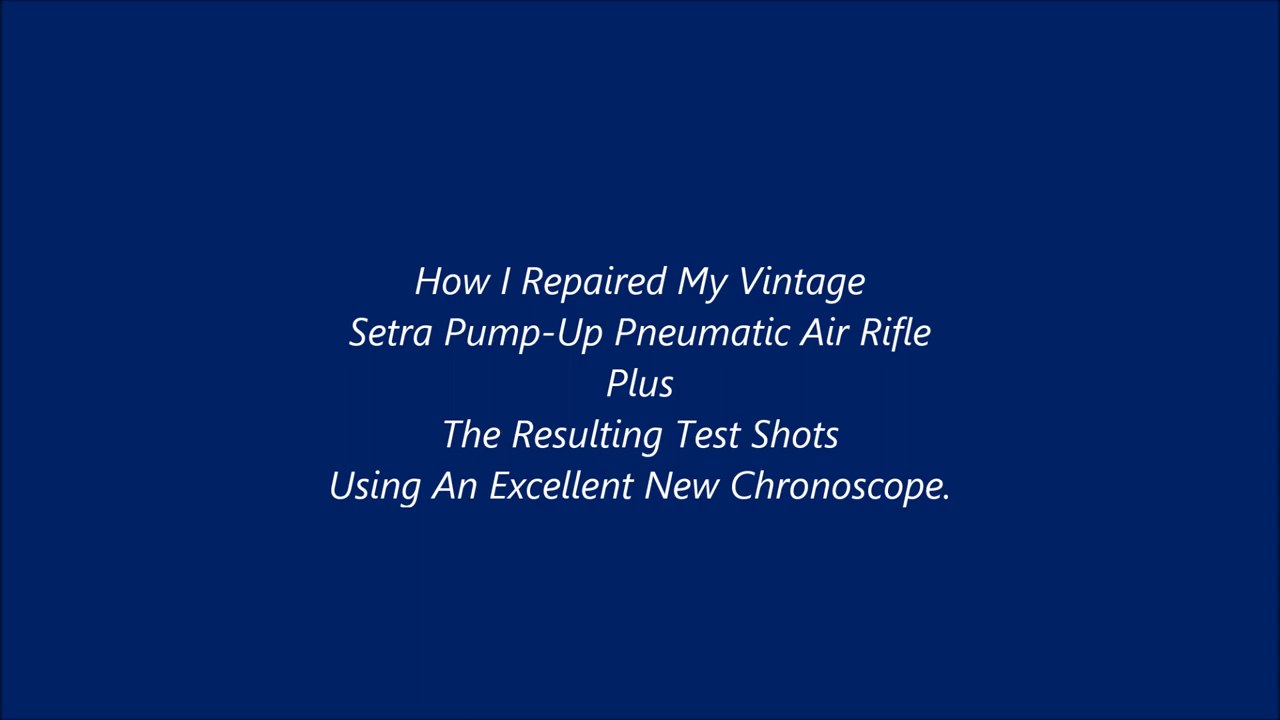 How I Repaired My Vintage
Setra Pump-Up Pneumatic Air Rifle
Plus
The Resulting Test Shots
Using An Excellent New Chronoscope.